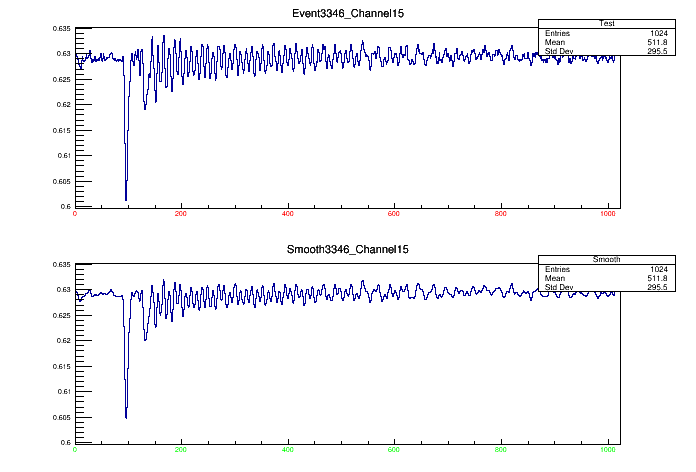 Event3346_Channel15
Test
Entries 1024
Mean 511.8
Std Dev 295.5
0.635
0.63
0.625
0.62
0.615
0.61
0.605
0.6
0 200 400 600 800 1000
Smooth3346_Channel15
Smooth
Entries 1024
Mean 511.8
Std Dev 295.5
0.635
0.63
0.625
0.62
0.615
0.61
0.605
0.6
0 200 400 600 800 1000